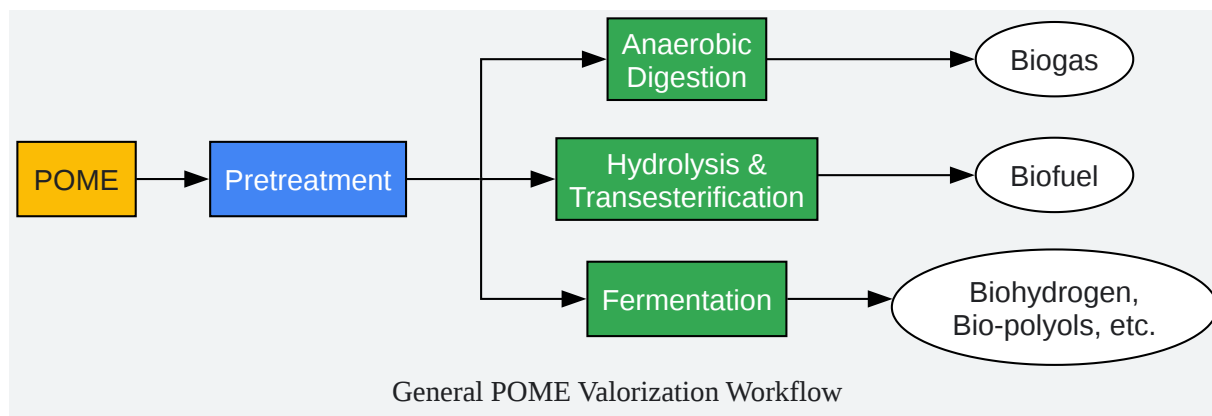 POME
Pretreatment
Anaerobic
Digestion
Biogas
Hydrolysis &
Transesterification
Biofuel
Fermentation
Biohydrogen,
Bio-polyols, etc.
General POME Valorization Workflow